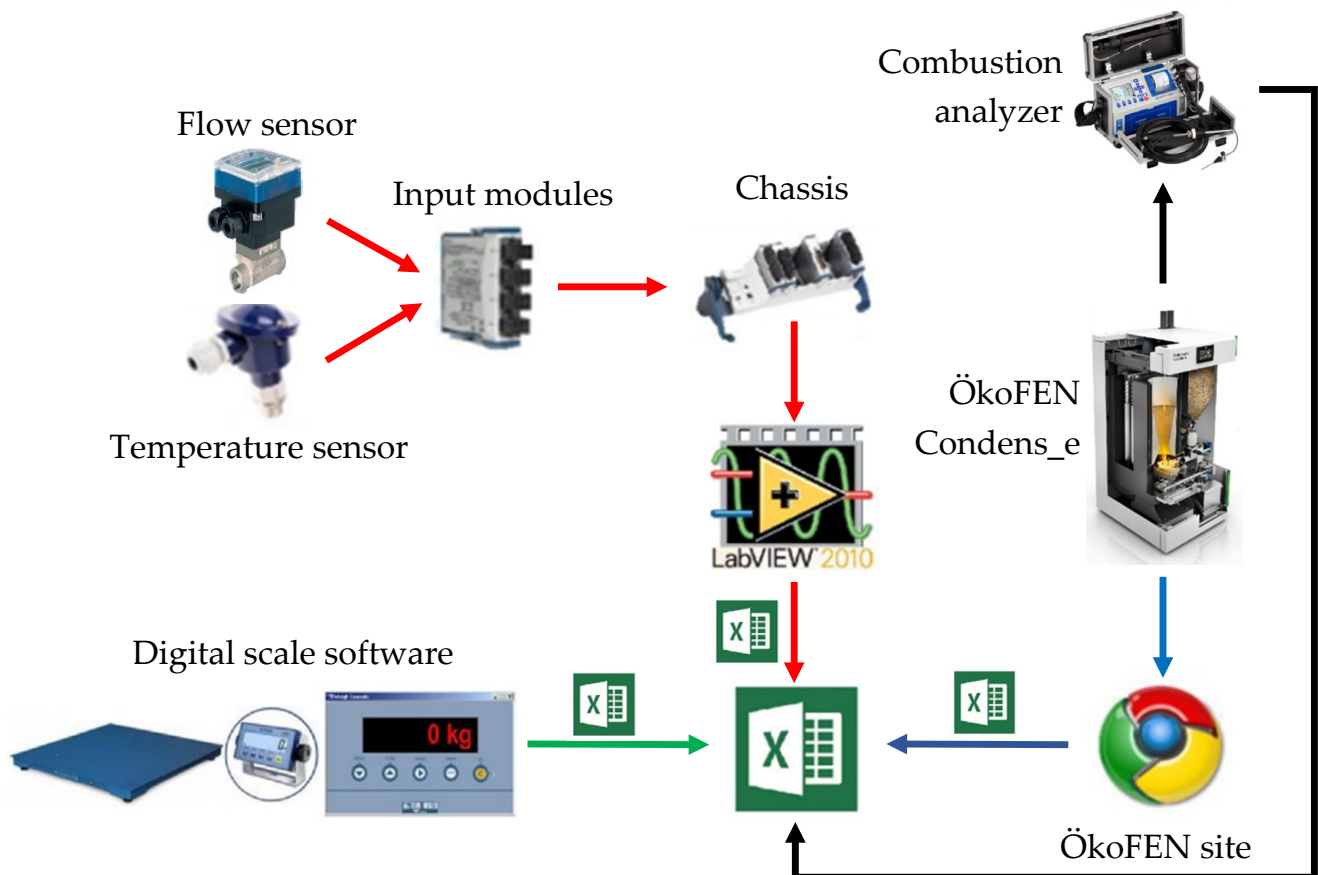 Combustion
analyzer
Flow sensor
Input modules
Chassis
Temperature sensor
ÖkoFEN
Condens_e
LabVIEW 2010
Digital scale software
0 kg
X
X
X
X
ÖkoFEN site